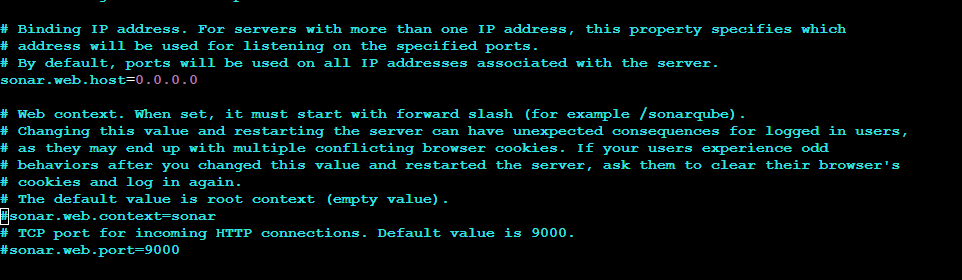 # Binding IP address. For servers with more than one IP address, this property specifies which
# address will be used for listening on the specified ports.
# By default, ports will be used on all IP addresses associated with the server.
sonar.web.host=0.0.0.0
# Web context. When set, it must start with forward slash (for example /sonarqube).
# Changing this value and restarting the server can have unexpected consequences for logged in users,
# as they may end up with multiple conflicting browser cookies. If your users experience odd
# behaviors after you changed this value and restarted the server, ask them to clear their browser's
# cookies and log in again.
# The default value is root context (empty value).
#sonar.web.context=sonar
# TCP port for incoming HTTP connections. Default value is 9000.
#sonar.web.port=9000